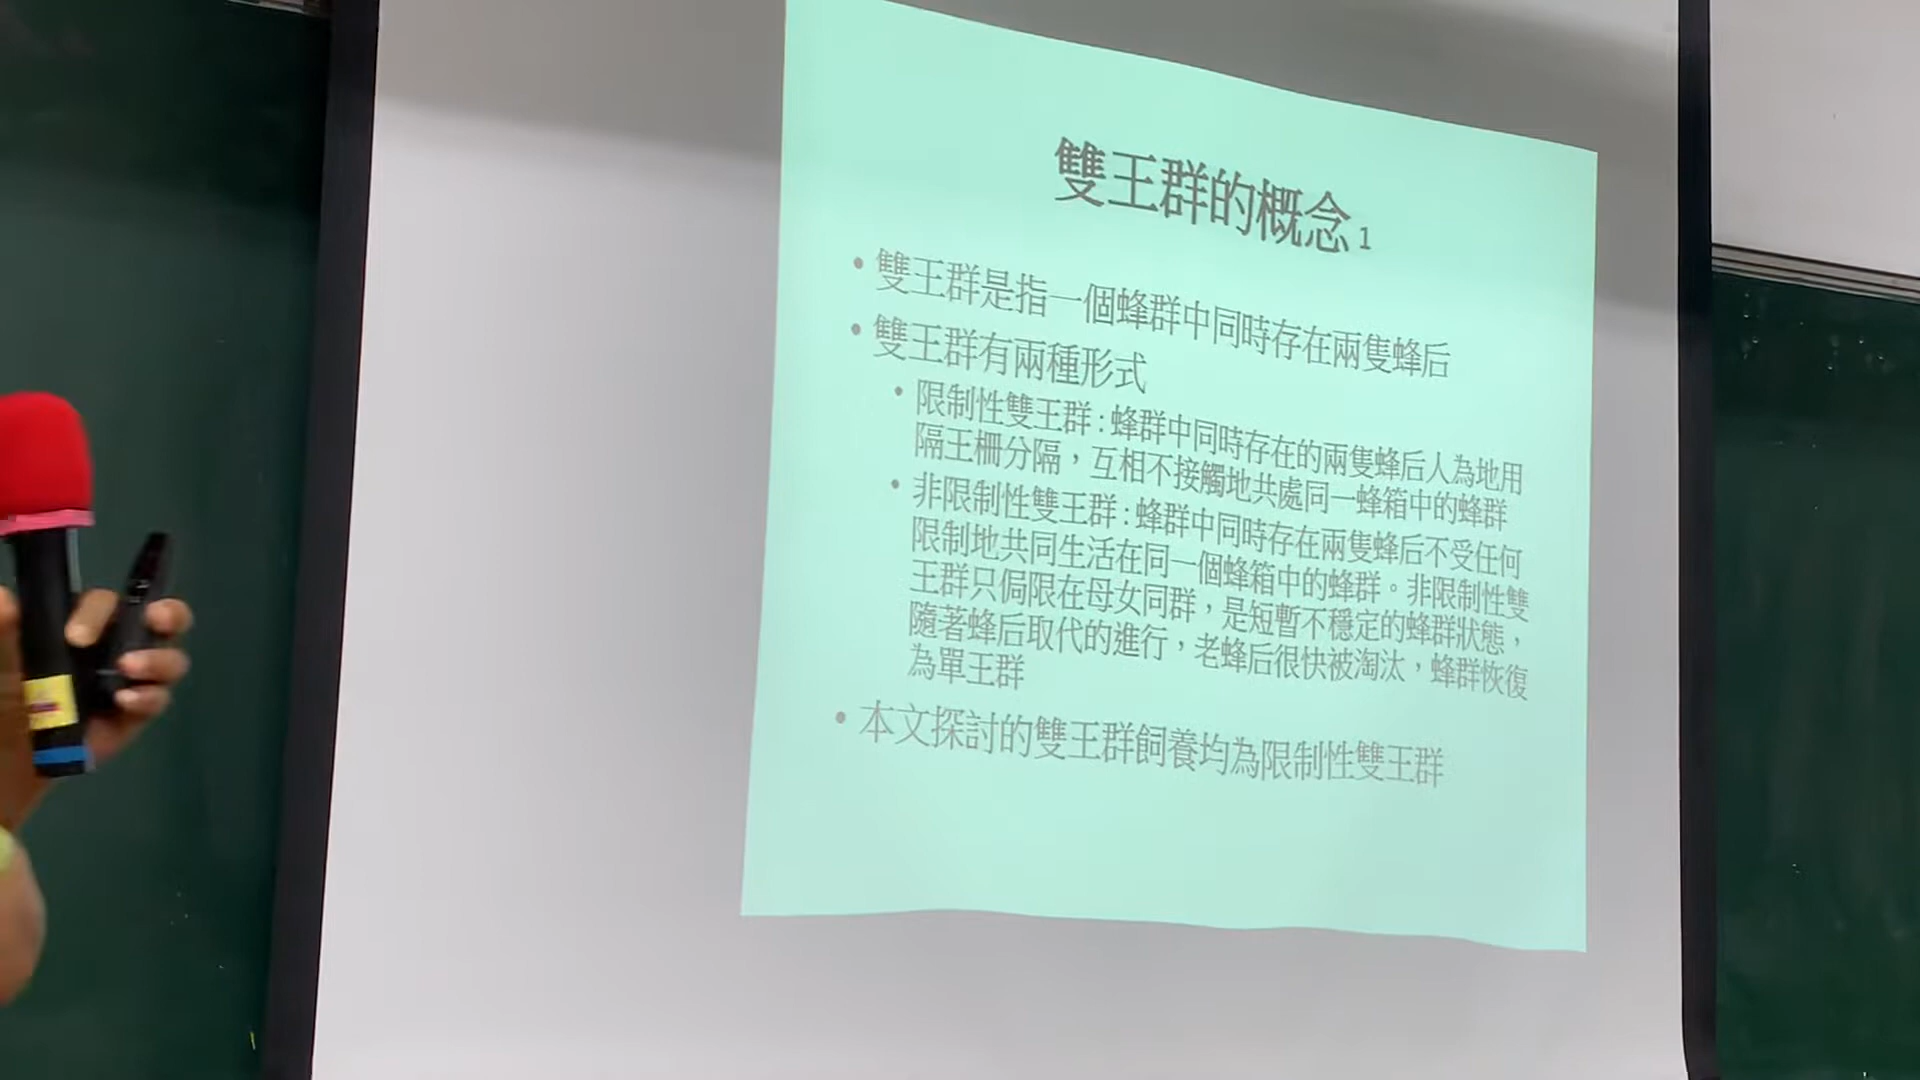 雙王群的概念1
• 雙王群是指一個蜂群中同時存在兩隻蜂后
• 雙王群有兩種形式
• 限制性雙王群:蜂群中同時存在的兩隻蜂后人為地用
隔王柵分隔，互相不接觸地共處同一蜂箱中的蜂群
• 非限制性雙王群:蜂群中同時存在兩隻蜂后不受任何
限制地共同生活在同一個蜂箱中的蜂群。非限制性雙
王群只侷限在母女同群，是短暫不穩定的蜂群狀態，
隨著蜂后取代的進行，老蜂后很快被淘汰，蜂群恢復
為單王群
• 本文探討的雙王群飼養均為限制性雙王群